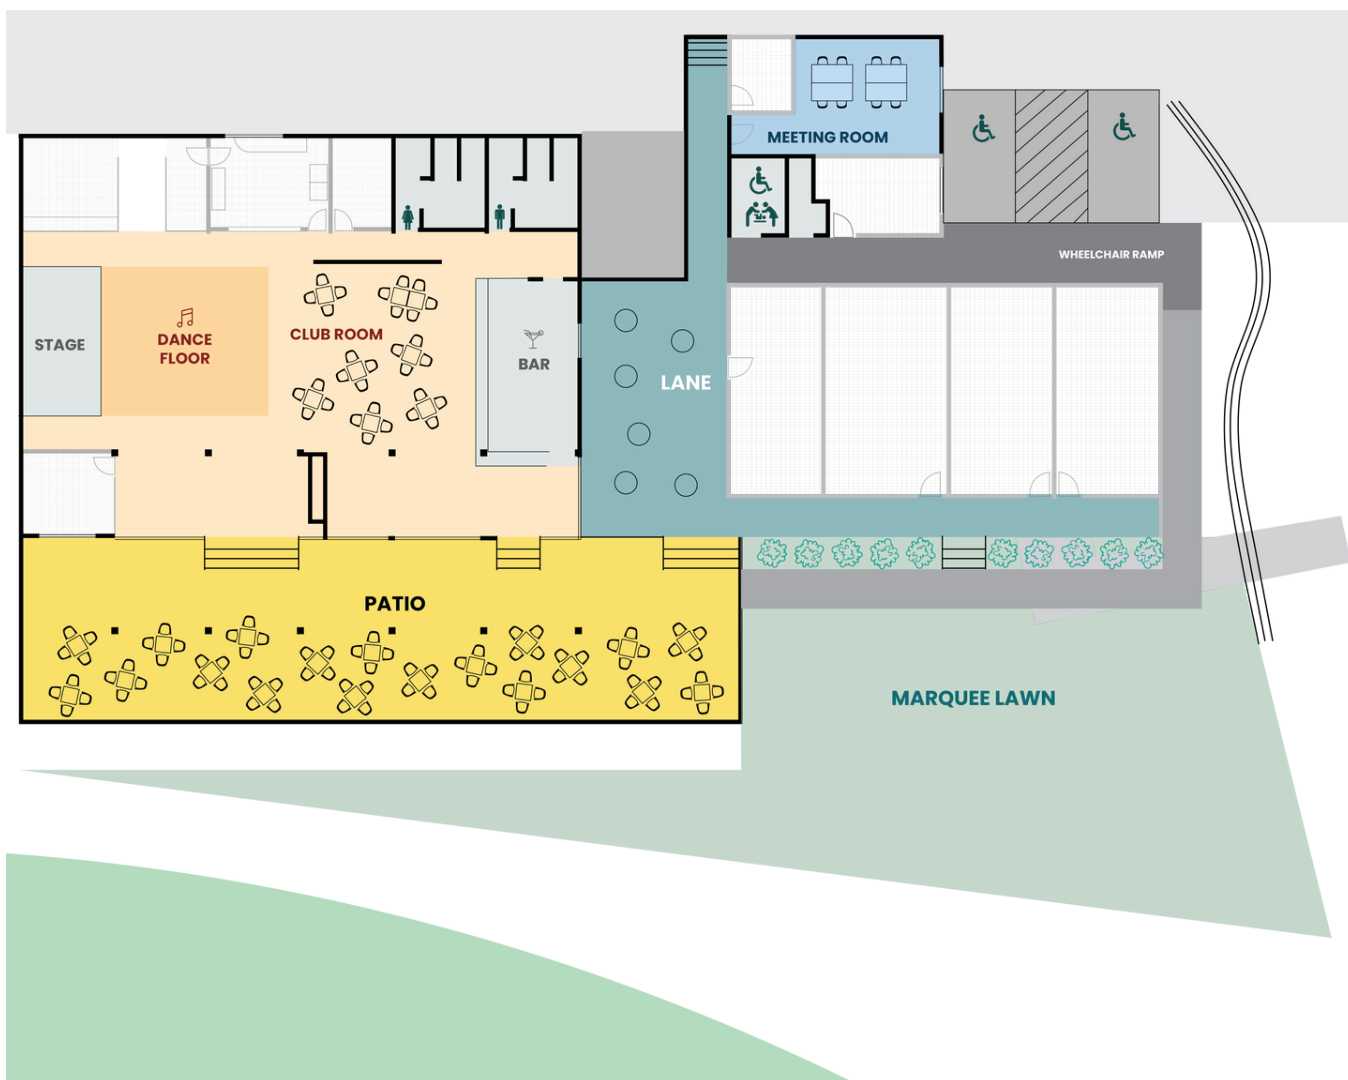 MEETING ROOM
WHEELCHAIR RAMP
STAGE
DANCE
FLOOR
CLUB ROOM
BAR
LANE
PATIO
MARQUEE LAWN